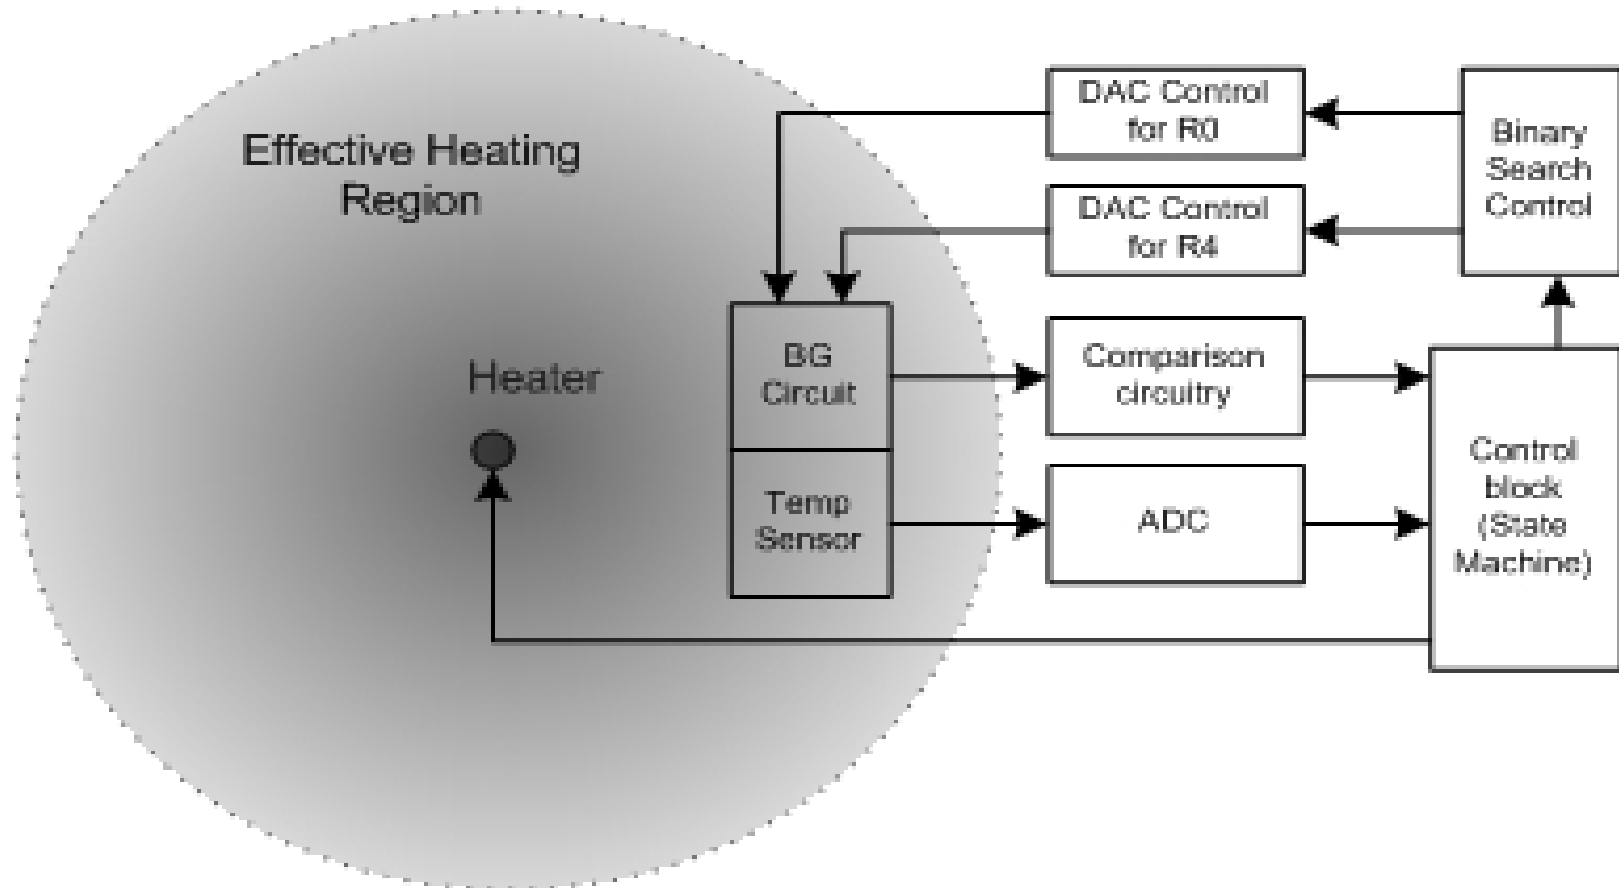 Effective Heating
Region
Heater
DAC Control
for R0
DAC Control
for R4
Binary
Search
Control
BG
Circuit
Comparison
circuitry
Temp
Sensor
ADC
Control
block
(State
Machine)